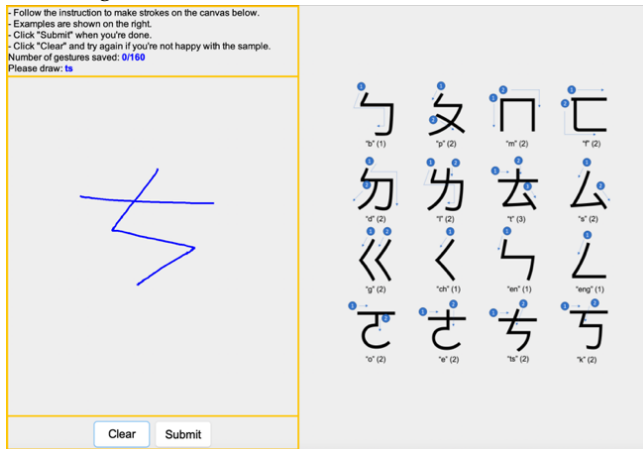 - Follow the instruction to make strokes on the canvas below.
- Examples are shown on the right.
- Click "Submit" when you're done.
- Click "Clear" and try again if you're not happy with the sample.
Number of gestures saved: 0/160
Please draw: ts
ㄘ
Clear Submit
ㄅ ㄆ ㄇ ㄈ
"b" (1) "p" (2) "m" (2) "f" (2)
ㄉ ㄌ ㄊ ㄙ
"d" (2) "l" (2) "t" (3) "s" (2)
ㄍ ㄑ ㄣ ㄥ
"g" (2) "ch" (1) "en" (1) "eng" (1)
ㄛ ㄜ ㄘ ㄎ
"o" (2) "e" (2) "ts" (2) "k" (2)